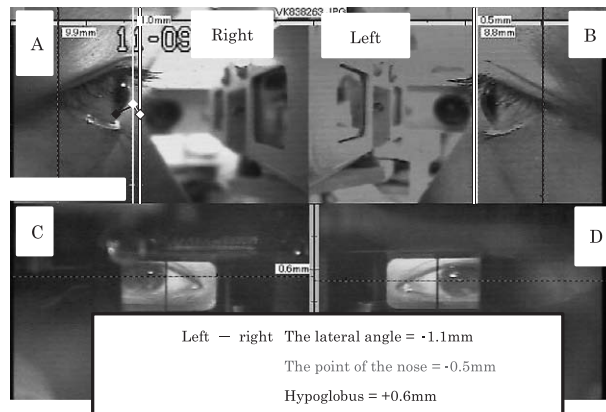 VK838263.JPG
1.0mm
0.5mm
9.9mm
8.8mm
11-09
A
Right
Left
B
C
D
0.6mm
Left − right The lateral angle = -1.1mm
The point of the nose = -0.5mm
Hypoglobus = +0.6mm